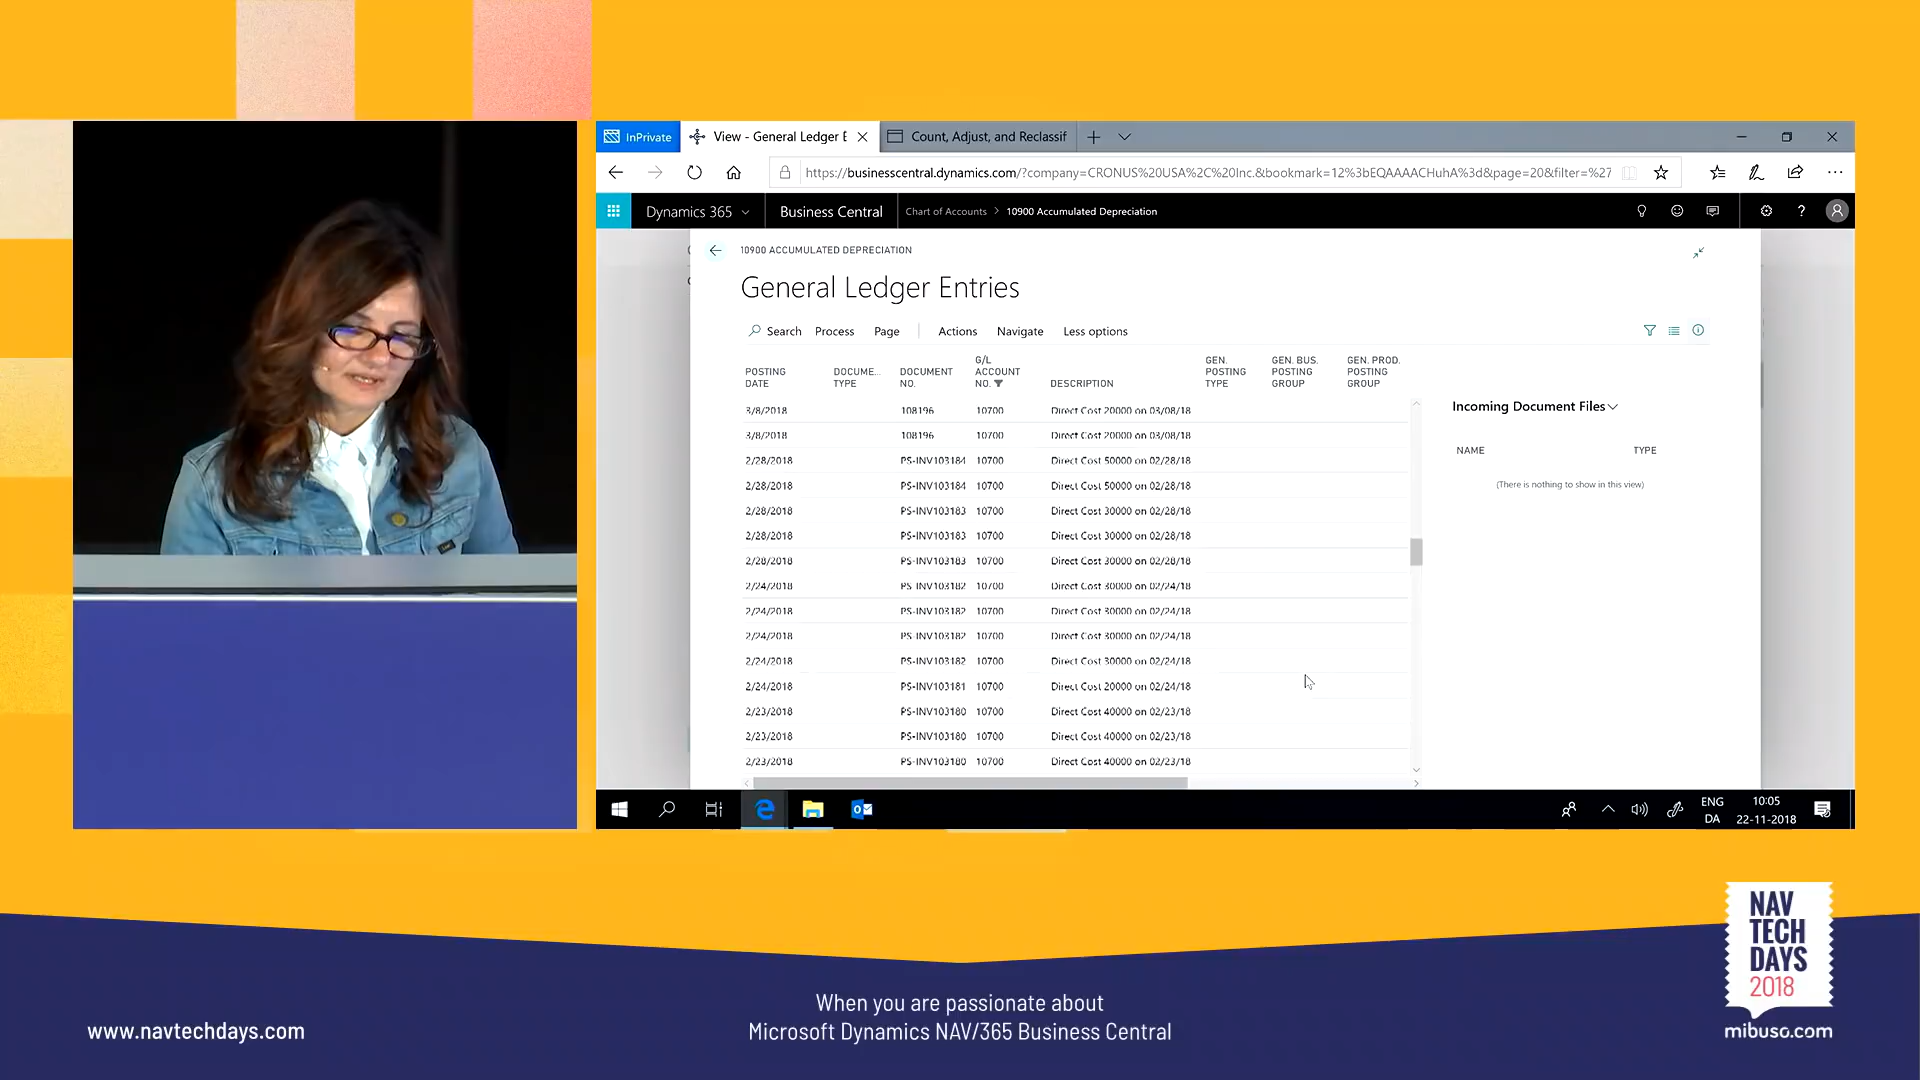 InPrivate
View - General Ledger E
Count, Adjust, and Reclassif
https://businesscentral.dynamics.com/?company=CRONUS%20USA%2C%20Inc.&bookmark=12%3bEQAAAACHuhA%3d&page=20&filter=%27
Dynamics 365
Business Central
Chart of Accounts > 10900 Accumulated Depreciation
10900 ACCUMULATED DEPRECIATION
General Ledger Entries
Search Process Page Actions Navigate Less options
POSTING DATE DOCUME... TYPE DOCUMENT NO. G/L ACCOUNT NO. DESCRIPTION GEN. POSTING TYPE GEN. BUS. POSTING GROUP GEN. PROD. POSTING GROUP
3/8/2018 108196 10700 Direct Cost 20000 on 03/08/18
3/8/2018 108196 10700 Direct Cost 20000 on 03/08/18
2/28/2018 PS-INV103184 10700 Direct Cost 50000 on 02/28/18
2/28/2018 PS-INV103184 10700 Direct Cost 50000 on 02/28/18
2/28/2018 PS-INV103183 10700 Direct Cost 30000 on 02/28/18
2/28/2018 PS-INV103183 10700 Direct Cost 30000 on 02/28/18
2/28/2018 PS-INV103183 10700 Direct Cost 30000 on 02/28/18
2/24/2018 PS-INV103182 10700 Direct Cost 30000 on 02/24/18
2/24/2018 PS-INV103182 10700 Direct Cost 30000 on 02/24/18
2/24/2018 PS-INV103182 10700 Direct Cost 30000 on 02/24/18
2/24/2018 PS-INV103182 10700 Direct Cost 30000 on 02/24/18
2/24/2018 PS-INV103181 10700 Direct Cost 20000 on 02/24/18
2/23/2018 PS-INV103180 10700 Direct Cost 40000 on 02/23/18
2/23/2018 PS-INV103180 10700 Direct Cost 40000 on 02/23/18
2/23/2018 PS-INV103180 10700 Direct Cost 40000 on 02/23/18
Incoming Document Files
NAME TYPE
(There is nothing to show in this view)
ENG
DA
10:05
22-11-2018
NAV
TECH
DAYS
2018
mibuso.com
www.navtechdays.com
When you are passionate about
Microsoft Dynamics NAV/365 Business Central